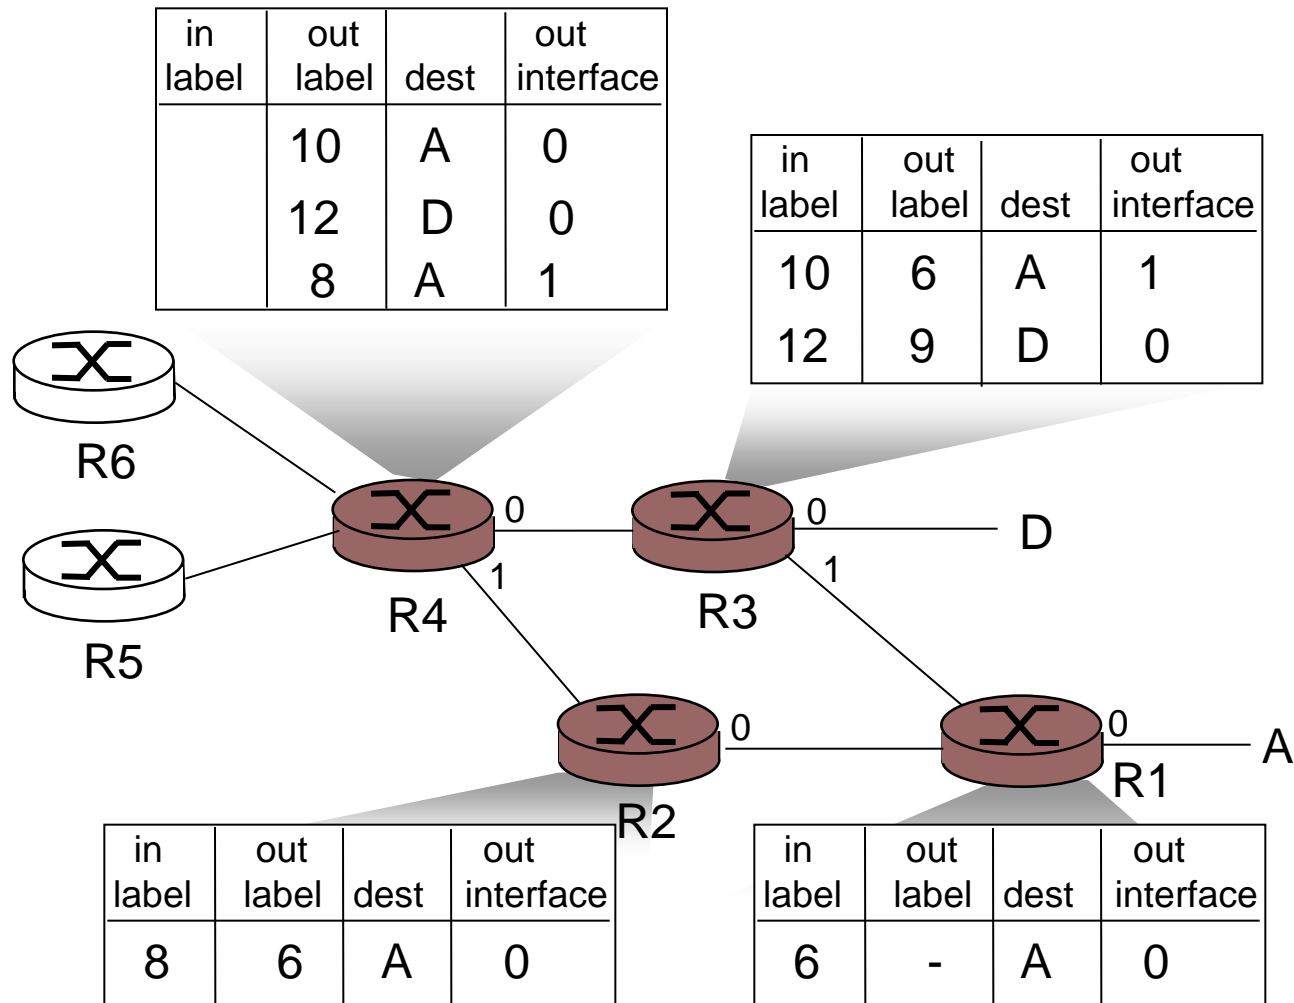 in out out
label label dest interface
10 A 0
12 D 0
8 A 1
in out out
label label dest interface
10 6 A 1
12 9 D 0
R6
0
0
D
1
1
R4
R3
R5
0
0
A
R1
R2
in out out
label label dest interface
8 6 A 0
in out out
label label dest interface
6 - A 0